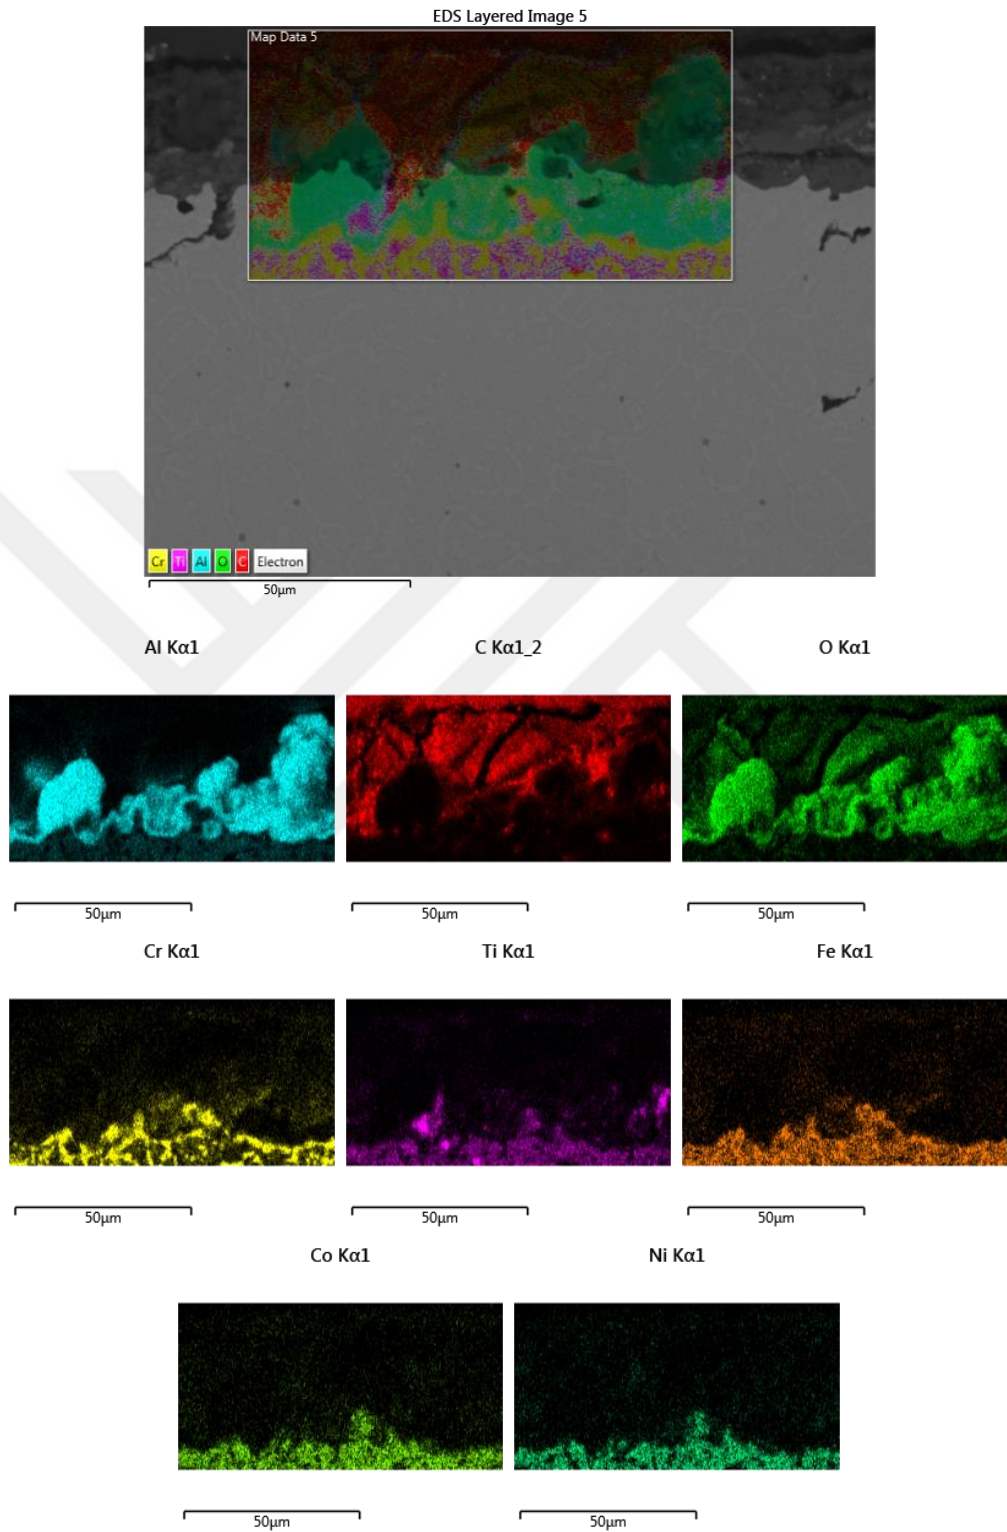 EDS Layered Image 5
Map Data 5
Cr Ti Al O C Electron
50µm
Al Kα1
C Kα1_2
O Kα1
50µm
50µm
50µm
Cr Kα1
Ti Kα1
Fe Kα1
50µm
50µm
50µm
Co Kα1
Ni Kα1
50µm
50µm